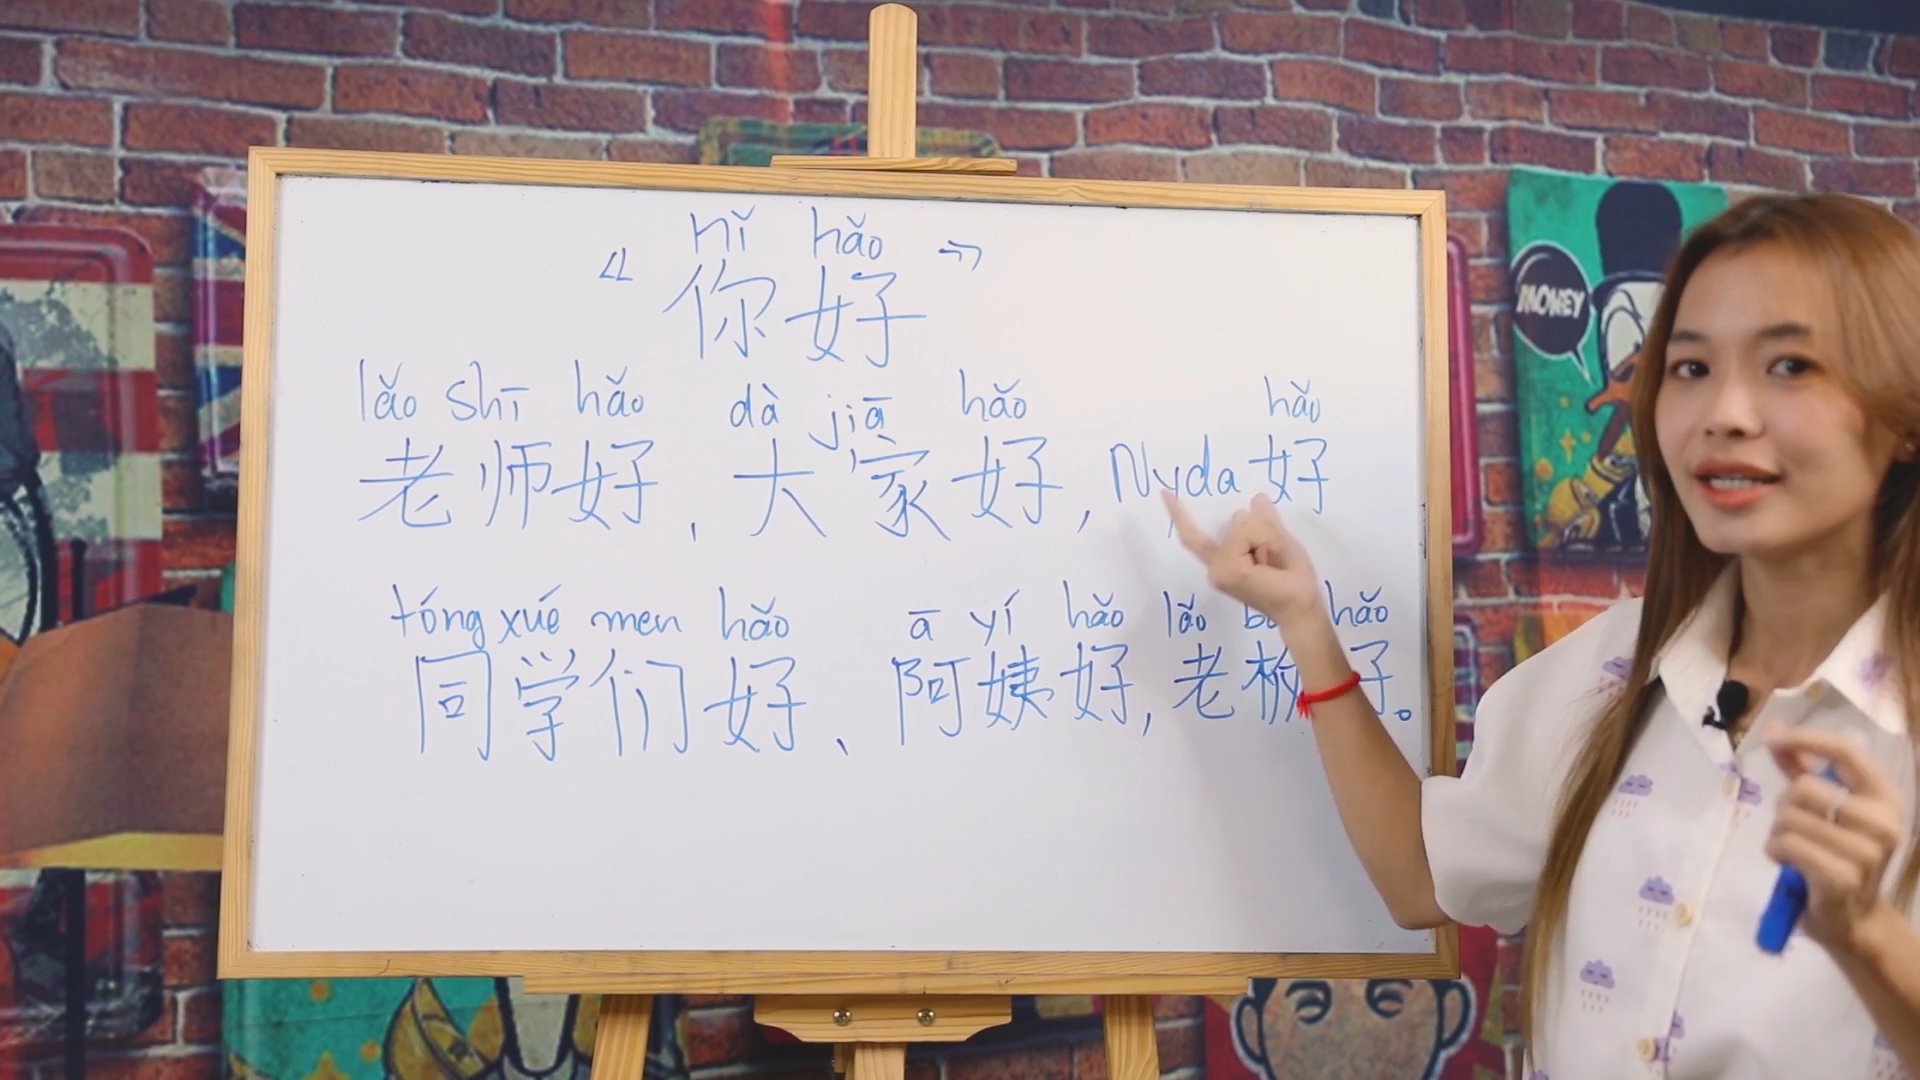 nǐ hǎo
“你好”
lǎo shī hǎo dà jiā hǎo hǎo
老师好，大家好，Nyda好
tóng xué men hǎo ā yí hǎo lǎo hǎo
同学们好、阿姨好，老板好。
MONEY